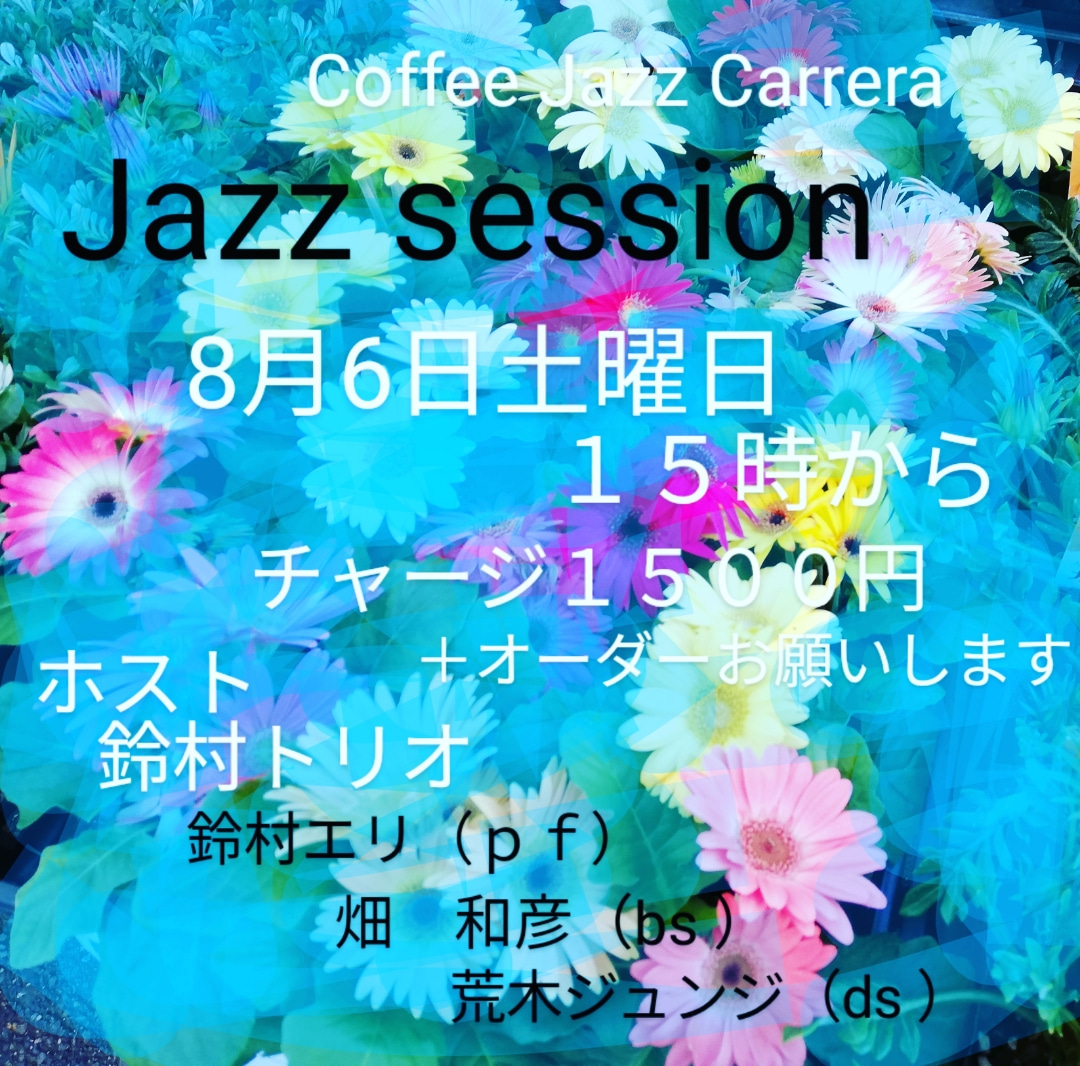 Coffee Jazz Carrera
Jazz session
8月6日土曜日
１５時から
チャージ１５００円
＋オーダーお願いします
ホスト
鈴村トリオ
鈴村エリ（ｐｆ）
畑　和彦（bs ）
荒木ジュンジ（ds ）